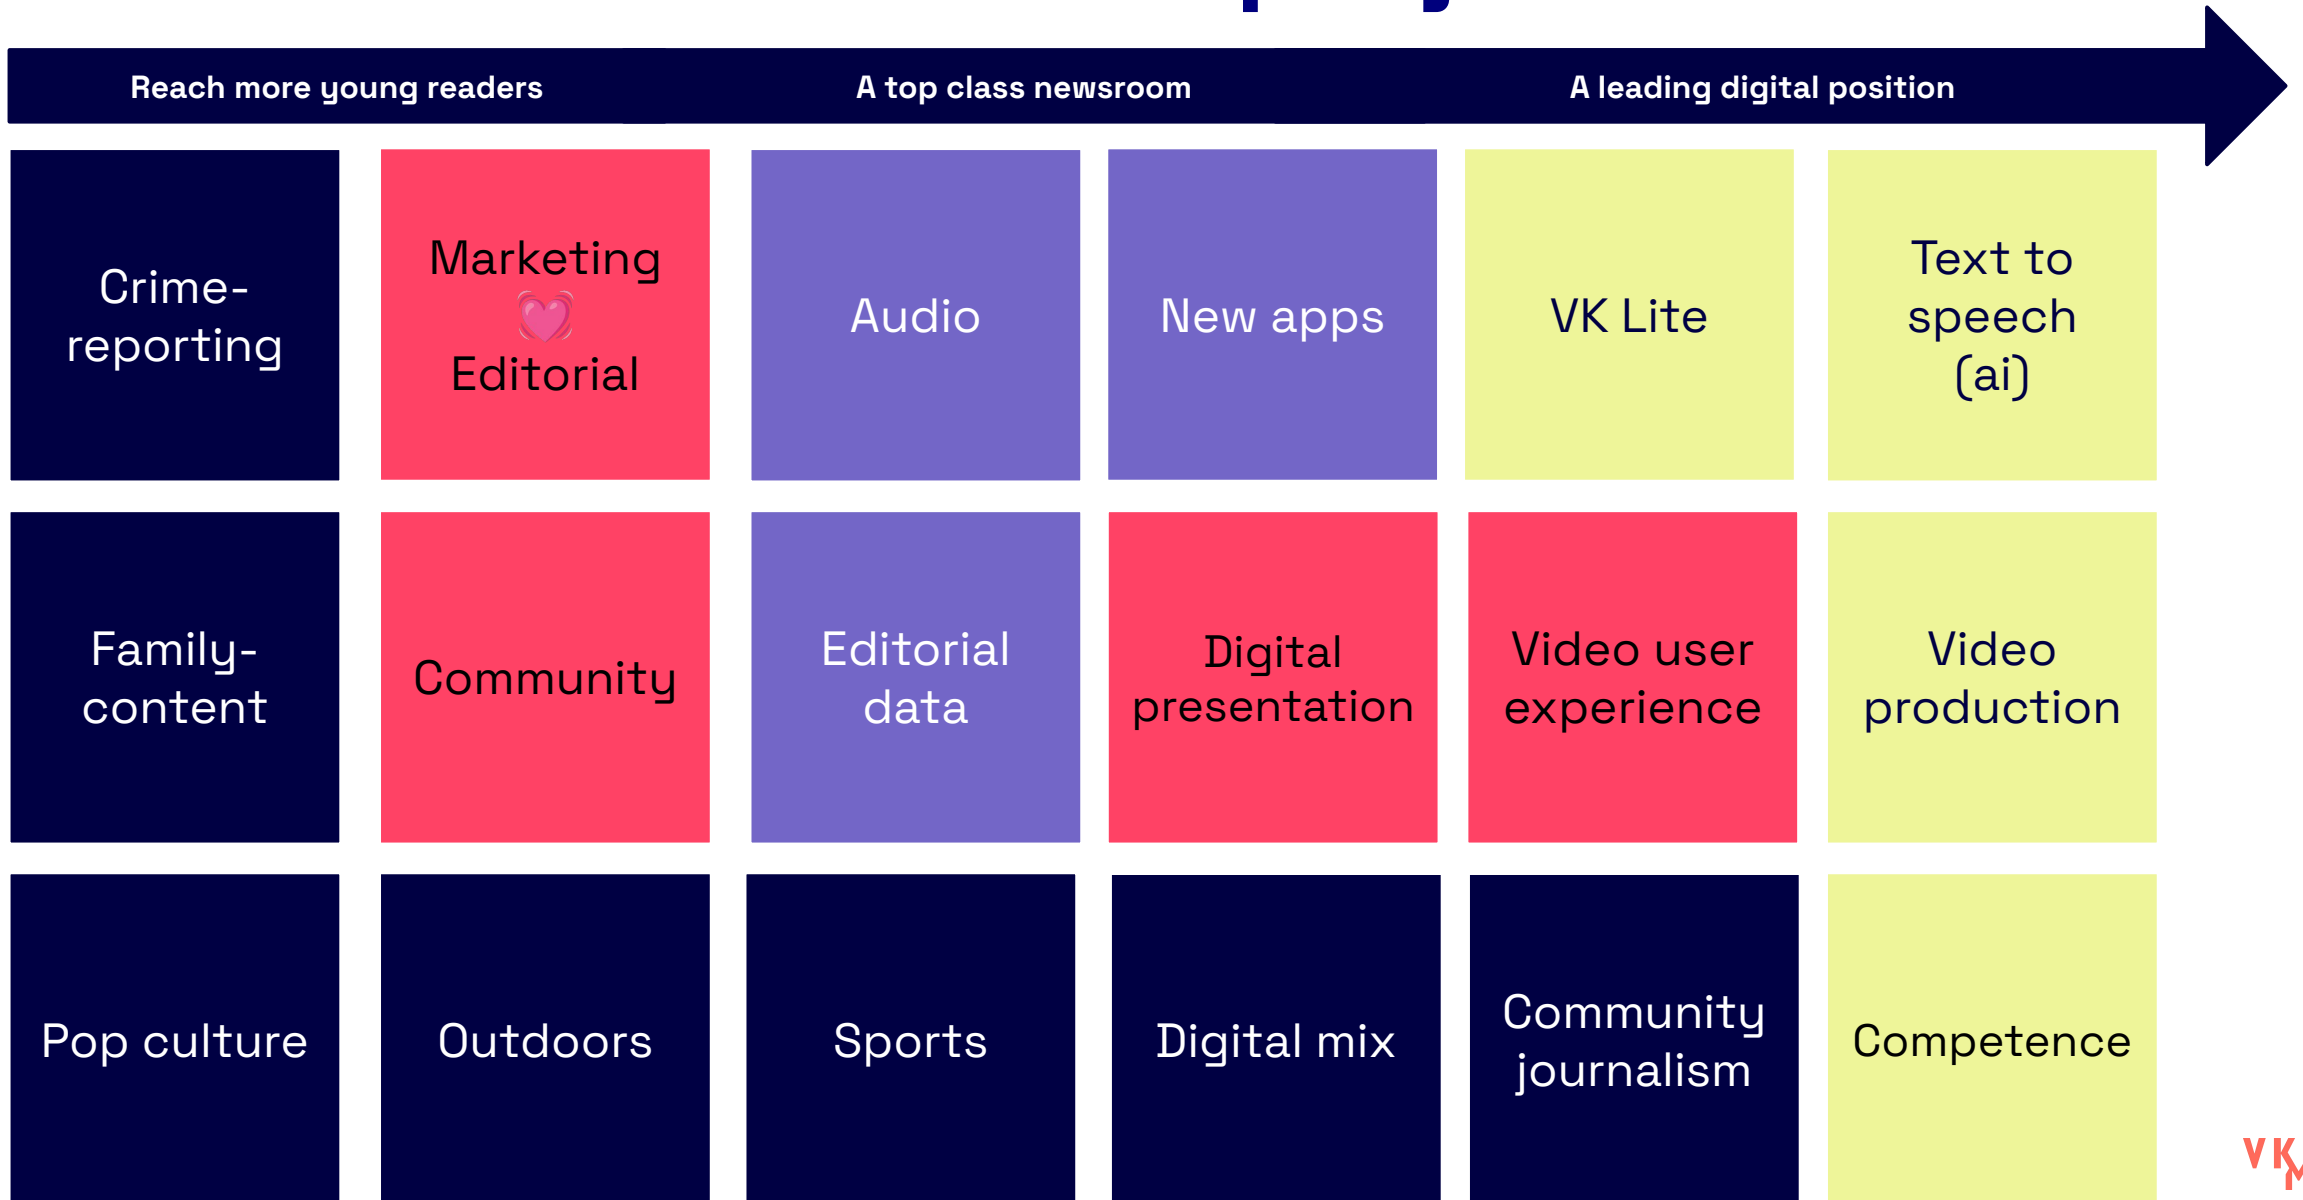 Reach more young readers
A top class newsroom
A leading digital position
Crime-
reporting
Marketing
💓
Editorial
Audio
New apps
VK Lite
Text to
speech
(ai)
Family-
content
Community
Editorial
data
Digital
presentation
Video user
experience
Video
production
Pop culture
Outdoors
Sports
Digital mix
Community
journalism
Competence
VK
M